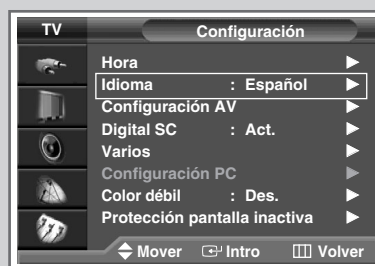 TV Configuración
Hora
Idioma : Español
Configuración AV
Digital SC : Act.
Varios
Configuración PC
Color débil : Des.
Protección pantalla inactiva
Mover Intro Volver